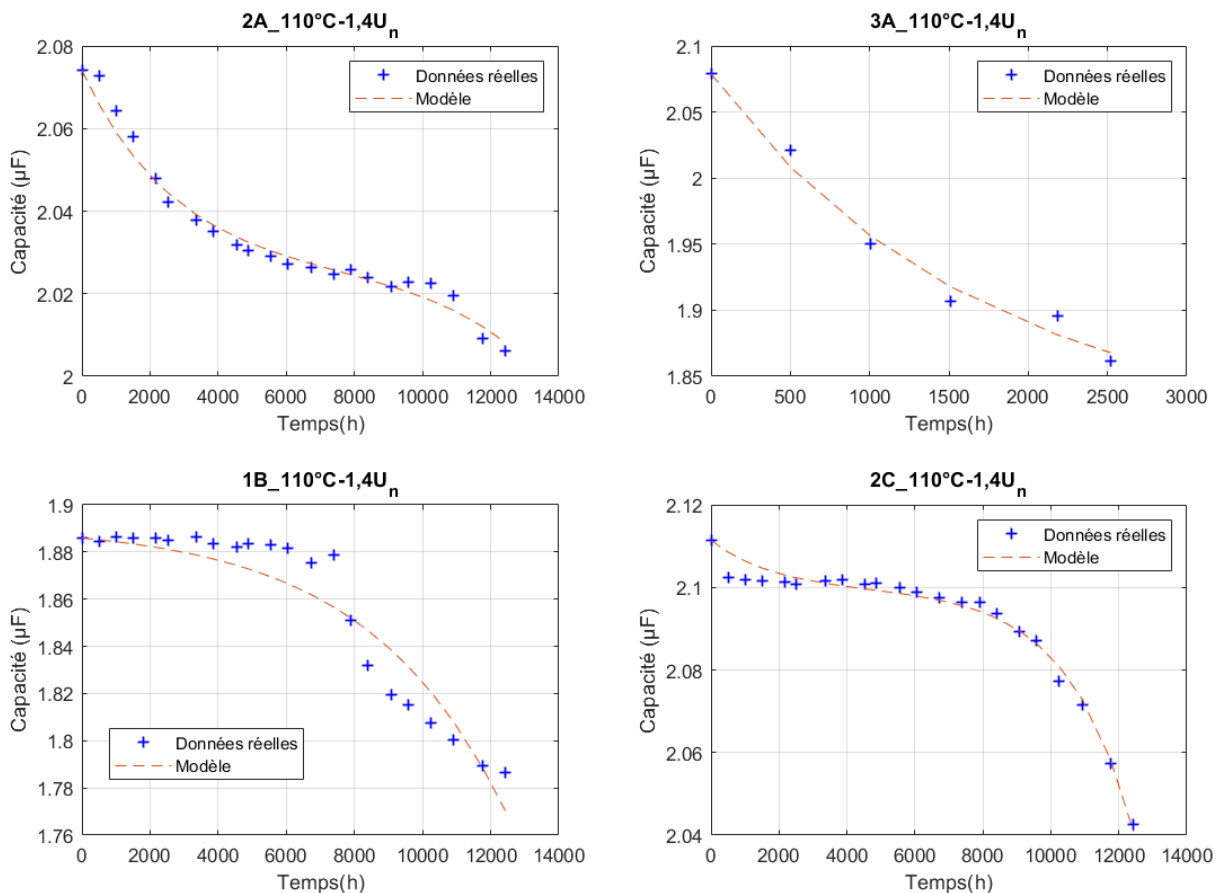 2A_110°C-1,4Uₙ
2.08
2.06
2.04
2.02
2
Capacité (µF)
Données réelles
Modèle
0 2000 4000 6000 8000 10000 12000 14000
Temps(h)
3A_110°C-1,4Uₙ
2.1
2.05
2
1.95
1.9
1.85
Capacité (µF)
Données réelles
Modèle
0 500 1000 1500 2000 2500 3000
Temps(h)
1B_110°C-1,4Uₙ
1.9
1.88
1.86
1.84
1.82
1.8
1.78
1.76
Capacité (µF)
Données réelles
Modèle
0 2000 4000 6000 8000 10000 12000 14000
Temps(h)
2C_110°C-1,4Uₙ
2.12
2.1
2.08
2.06
2.04
Capacité (µF)
Données réelles
Modèle
0 2000 4000 6000 8000 10000 12000 14000
Temps(h)